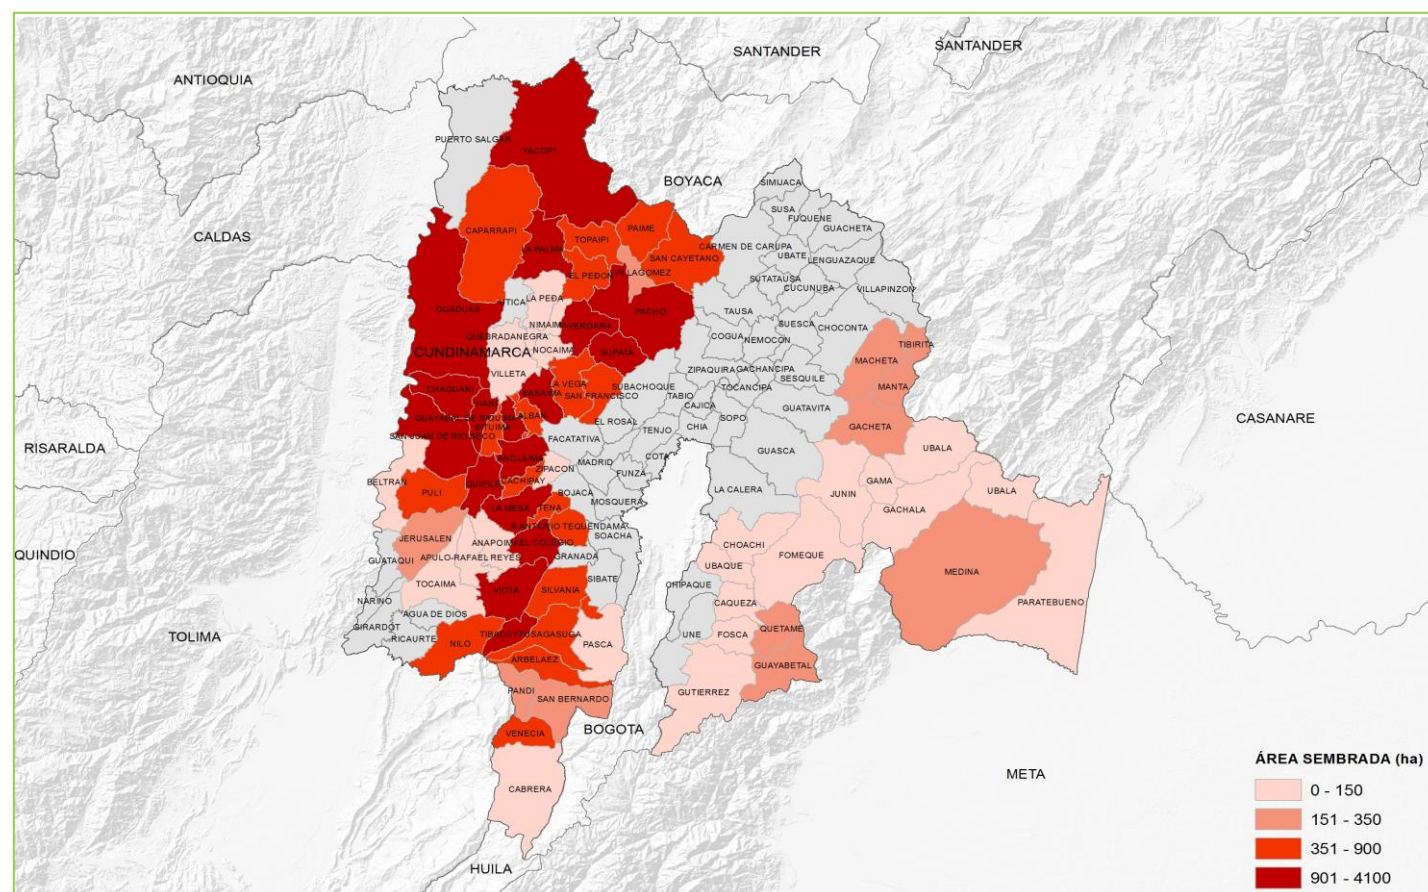 SANTANDER
SANTANDER
ANTIOQUIA
PUERTO SALGAR
YACOPI
BOYACA
SIMIJACA
SUSA
FUQUENE
GUACHETA
CALDAS
CAPARRAPI
PAIME
TOPAIPI
LA PALMA
CARMEN DE CARUPA
UBATE
LENGUAZAQUE
SAN CAYETANO
EL PEÐON
VILLAGOMEZ
SUTATAUSA
CUCUNUBA
VILLAPINZON
UTICA
LA PEÐA
GUADUAS
PACHO
TAUSA
NIMAIMA
VERGARA
SUESCA
CHOCONTA
QUEBRADANEGRA
COGUA
NEMOCON
TIBIRITA
CUNDINAMARCA
NOCAIMA
SUPATA
MACHETA
VILLETA
ZIPAQUIRA
GACHANCIPA
SESQUILE
CHAGUANI
LA VEGA
SUBACHOQUE
TOCANCIPA
MANTA
SASAIMA
SAN FRANCISCO
TABIO
CAJICA
VIANI
GUATAVITA
GUAYABAL DE SIQUIMA
ALBAN
EL ROSAL
SOPO
CASANARE
BITUIMA
TENJO
CHIA
GACHETA
SAN JUAN DE RIO SECO
FACATATIVA
RISARALDA
ANOLAIMA
COTA
GUASCA
UBALA
ZIPACON
MADRID
FUNZA
BELTRAN
CACHIPAY
GAMA
PULI
QUIPILE
BOJACA
LA CALERA
JUNIN
UBALA
MOSQUERA
LA MESA
TENA
GACHALA
SAN ANTONIO TEQUENDAMA
SOACHA
JERUSALEN
ANAPOIMA
EL COLEGIO
CHOACHI
QUINDIO
GUATAQUI
APULO-RAFAEL REYES
GRANADA
FOMEQUE
UBAQUE
MEDINA
TOCAIMA
VIOTA
SILVANIA
SIBATE
CHIPAQUE
NARINO
CAQUEZA
PARATEBUENO
AGUA DE DIOS
GIRARDOT
TOLIMA
RICAURTE
TIBACUY
FUSAGASUGA
UNE
FOSCA
QUETAME
NILO
PASCA
ARBELAEZ
GUAYABETAL
PANDI
SAN BERNARDO
GUTIERREZ
BOGOTA
VENECIA
META
CABRERA
HUILA
ÁREA SEMBRADA (ha)
0 - 150
151 - 350
351 - 900
901 - 4100